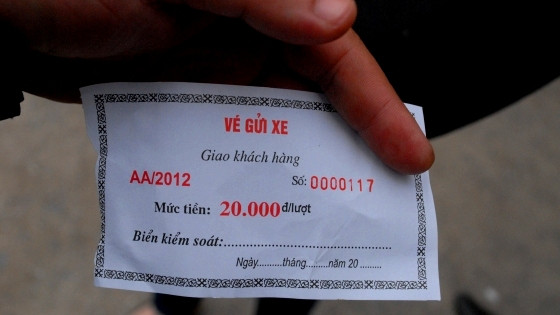 VÉ GỬI XE
Giao khách hàng
AA/2012 Số: 0000117
Mức tiền: 20.000đ/lượt
Biển kiểm soát:..........................................
Ngày..........tháng.........năm 20 ........